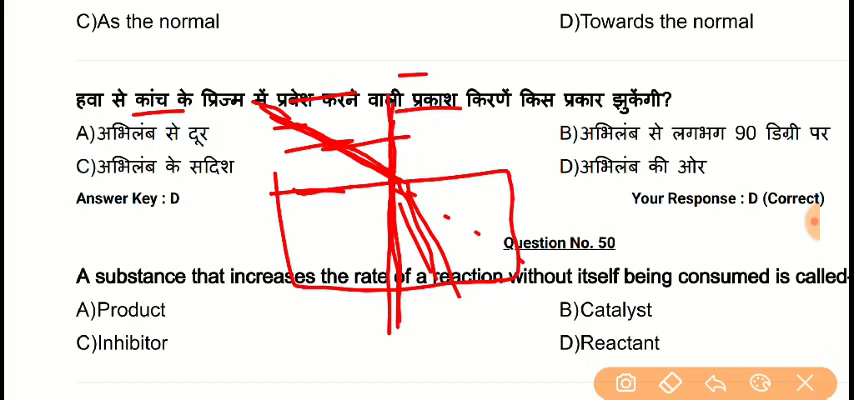 C)As the normal D)Towards the normal
हवा से कांच के प्रिज्म में प्रवेश करने वाली प्रकाश किरणें किस प्रकार झुकेंगी?
A)अभिलंब से दूर B)अभिलंब से लगभग 90 डिग्री पर
C)अभिलंब के सदिश D)अभिलंब की ओर
Answer Key : D Your Response : D (Correct)
Question No. 50
A substance that increases the rate of a reaction without itself being consumed is called-
A)Product B)Catalyst
C)Inhibitor D)Reactant